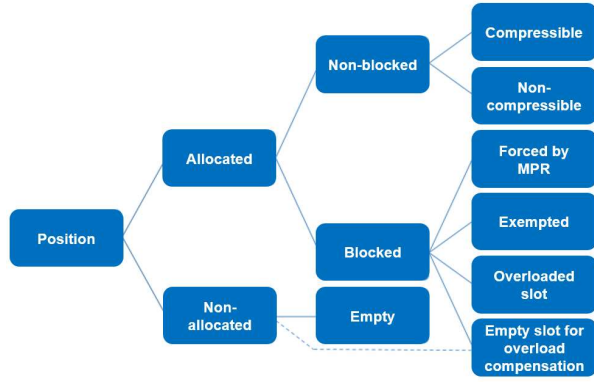 Compressible
Non-blocked
Non-
compressible
Allocated
Forced by
MPR
Exempted
Position
Blocked
Overloaded
slot
Non-
allocated
Empty
Empty slot for
overload
compensation